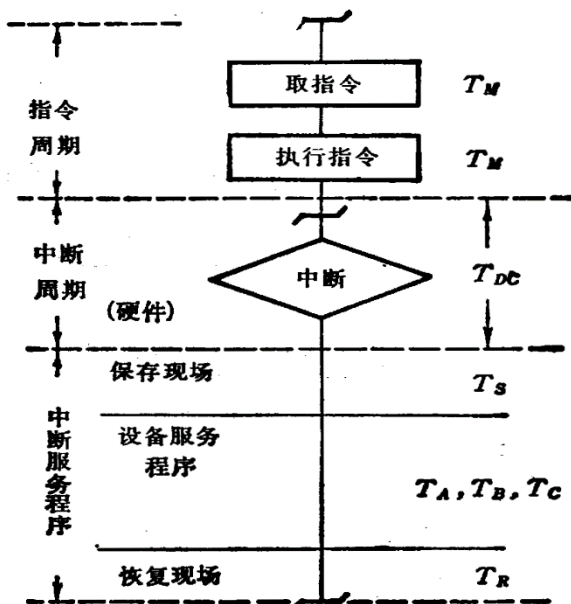 取指令
T_M
指令
周期
执行指令
T_M
中断
周期
中断
T_DC
(硬件)
保存现场
T_S
中断服务程序
设备服务
程序
T_A, T_B, T_C
恢复现场
T_R